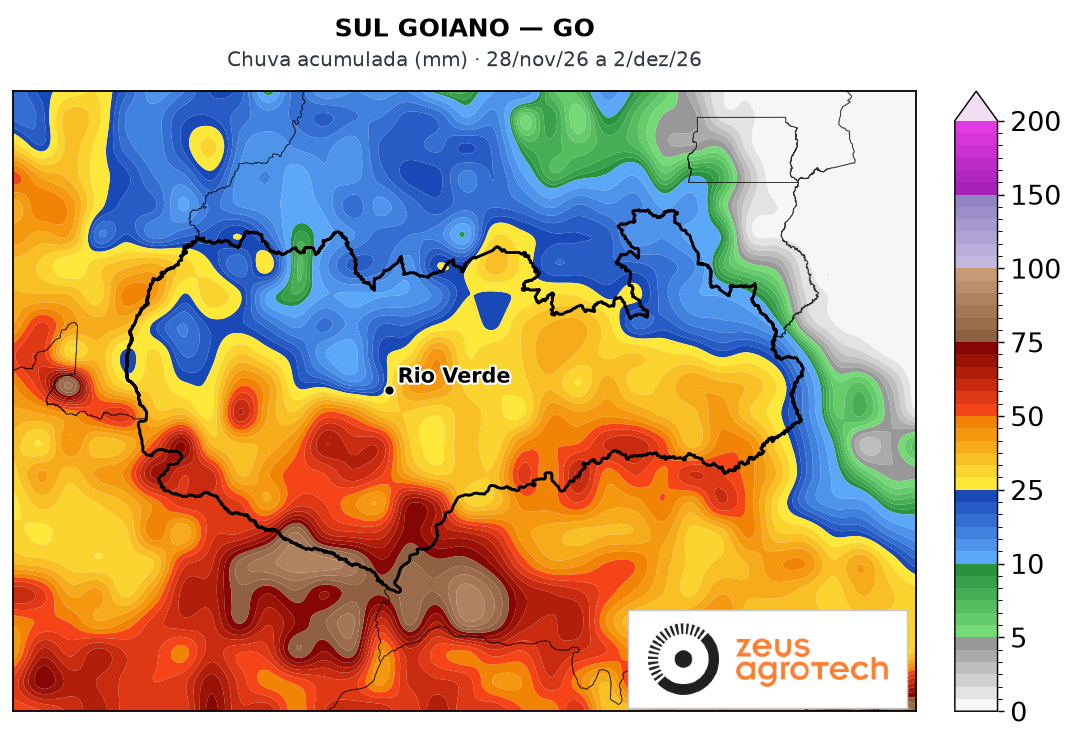 SUL GOIANO — GO
Chuva acumulada (mm) · 28/nov/26 a 2/dez/26
200
150
100
75
50
25
10
5
0
Rio Verde
zeus
agrotech